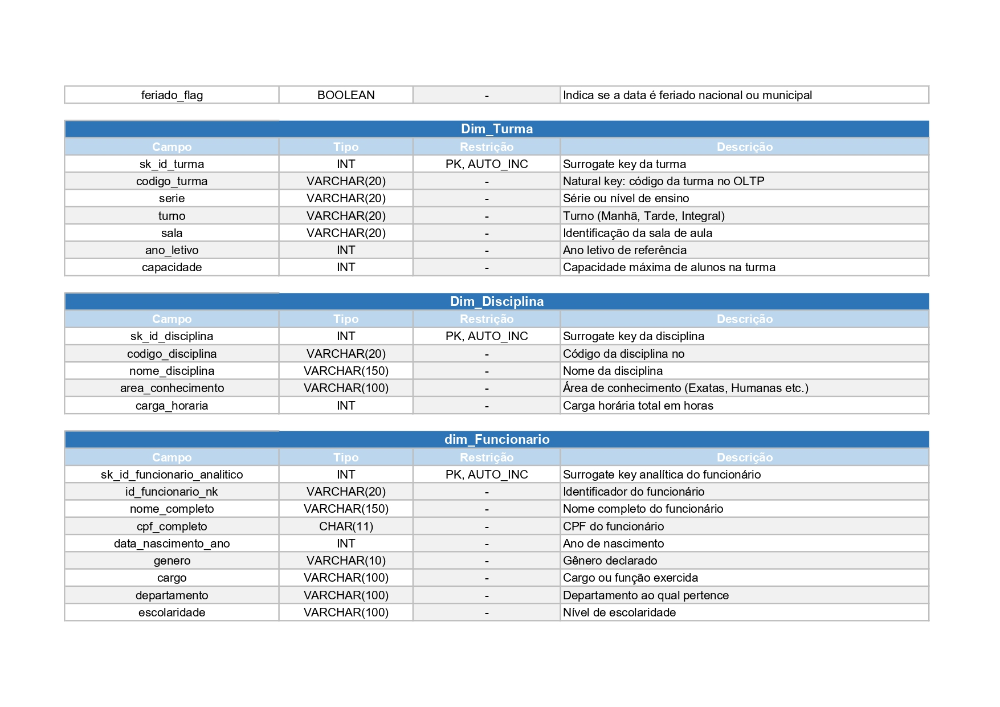 feriado_flag BOOLEAN - Indica se a data é feriado nacional ou municipal
Dim_Turma
Campo Tipo Restrição Descrição
sk_id_turma INT PK, AUTO_INC Surrogate key da turma
codigo_turma VARCHAR(20) - Natural key: código da turma no OLTP
serie VARCHAR(20) - Série ou nível de ensino
turno VARCHAR(20) - Turno (Manhã, Tarde, Integral)
sala VARCHAR(20) - Identificação da sala de aula
ano_letivo INT - Ano letivo de referência
capacidade INT - Capacidade máxima de alunos na turma
Dim_Disciplina
Campo Tipo Restrição Descrição
sk_id_disciplina INT PK, AUTO_INC Surrogate key da disciplina
codigo_disciplina VARCHAR(20) - Código da disciplina no
nome_disciplina VARCHAR(150) - Nome da disciplina
area_conhecimento VARCHAR(100) - Área de conhecimento (Exatas, Humanas etc.)
carga_horaria INT - Carga horária total em horas
dim_Funcionario
Campo Tipo Restrição Descrição
sk_id_funcionario_analitico INT PK, AUTO_INC Surrogate key analítica do funcionário
id_funcionario_nk VARCHAR(20) - Identificador do funcionário
nome_completo VARCHAR(150) - Nome completo do funcionário
cpf_completo CHAR(11) - CPF do funcionário
data_nascimento_ano INT - Ano de nascimento
genero VARCHAR(10) - Gênero declarado
cargo VARCHAR(100) - Cargo ou função exercida
departamento VARCHAR(100) - Departamento ao qual pertence
escolaridade VARCHAR(100) - Nível de escolaridade